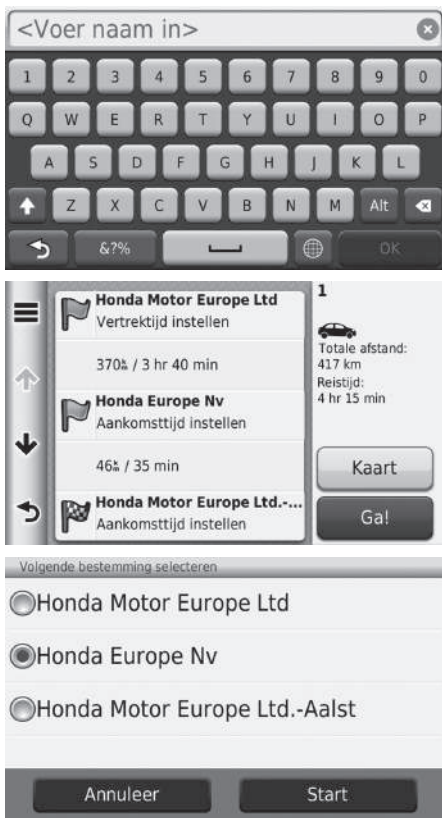 <Voer naam in>
1 2 3 4 5 6 7 8 9 0
Q W E R T Y U I O P
A S D F G H J K L
Z X C V B N M Alt
&?% OK
Honda Motor Europe Ltd
Vertrektijd instellen
370km / 3 hr 40 min
Honda Europe Nv
Aankomsttijd instellen
46km / 35 min
Honda Motor Europe Ltd.-...
Aankomsttijd instellen
1
Totale afstand:
417 km
Reistijd:
4 hr 15 min
Kaart
Ga!
Volgende bestemming selecteren
Honda Motor Europe Ltd
Honda Europe Nv
Honda Motor Europe Ltd.-Aalst
Annuleer Start